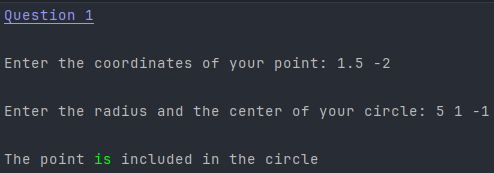 Question 1
Enter the coordinates of your point: 1.5 -2
Enter the radius and the center of your circle: 5 1 -1
The point is included in the circle